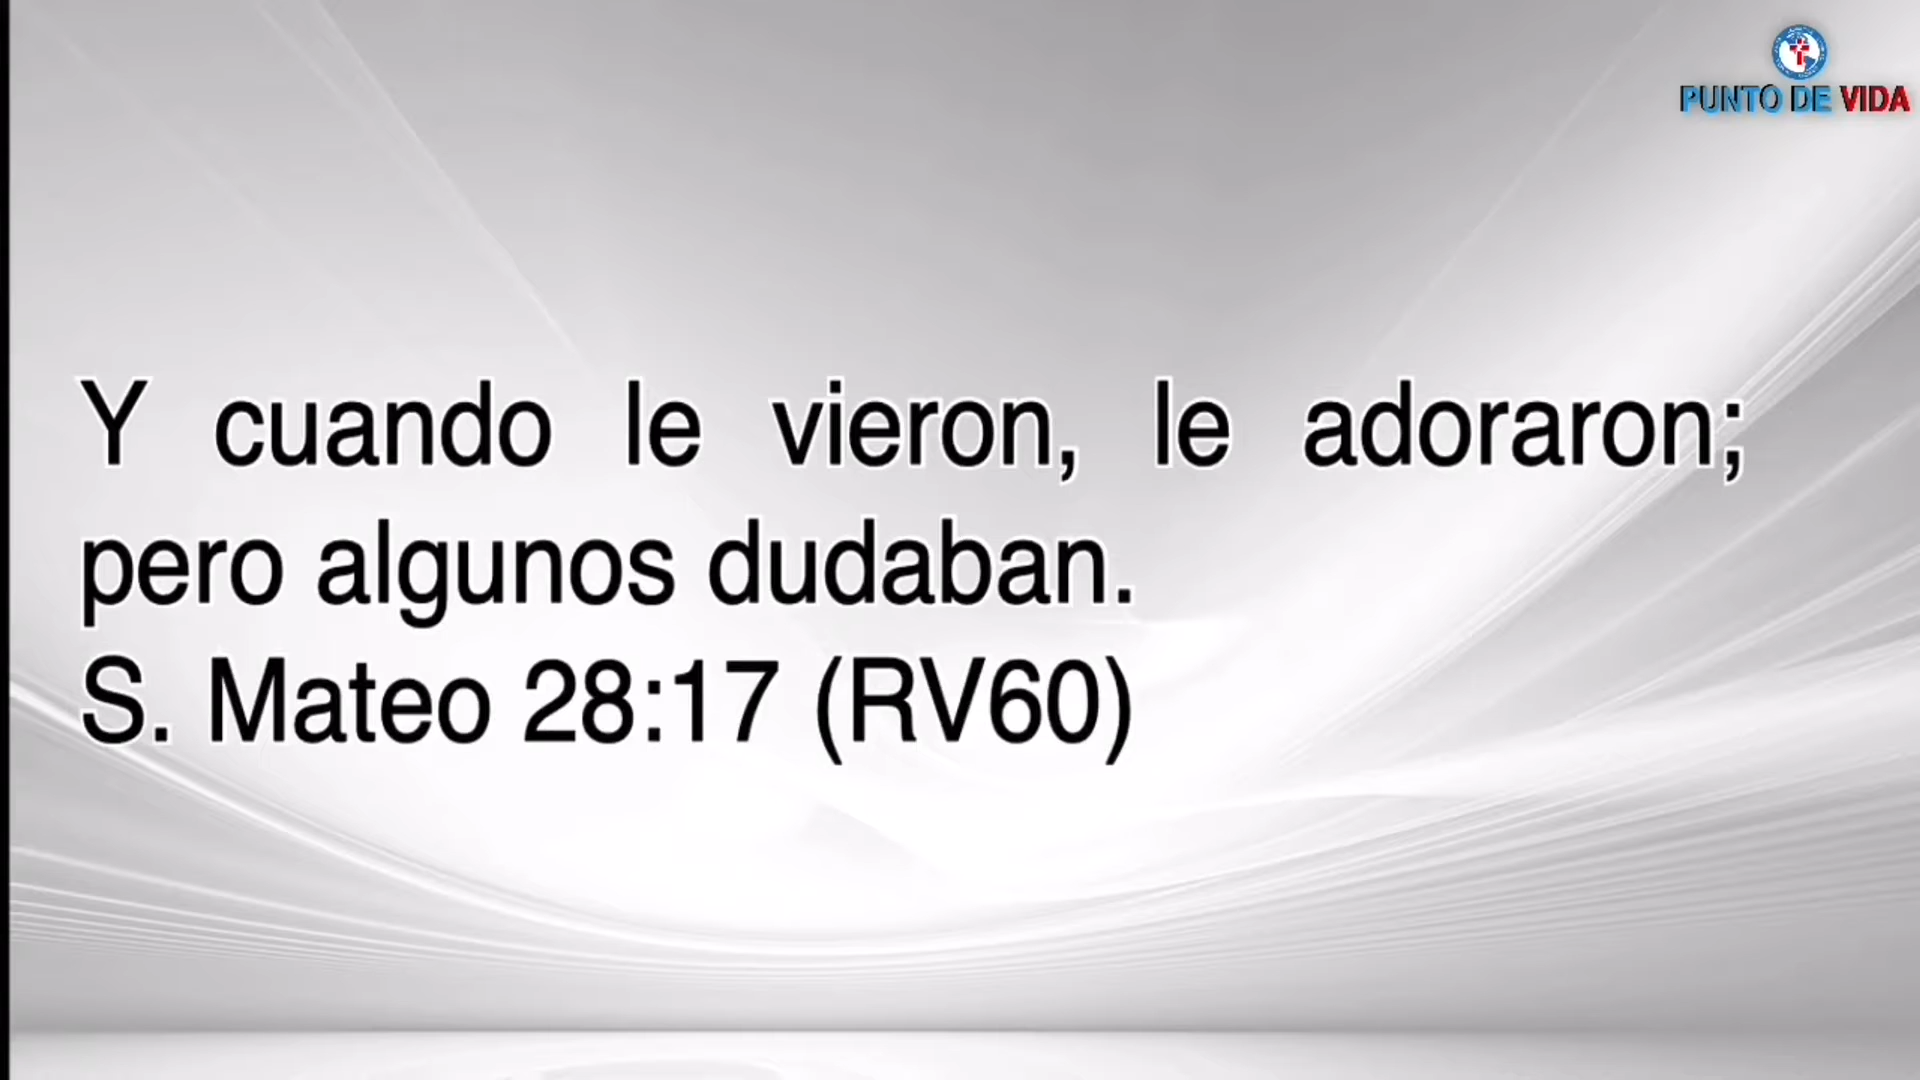 PUNTO DE VIDA
Y cuando le vieron, le adoraron;
pero algunos dudaban.
S. Mateo 28:17 (RV60)